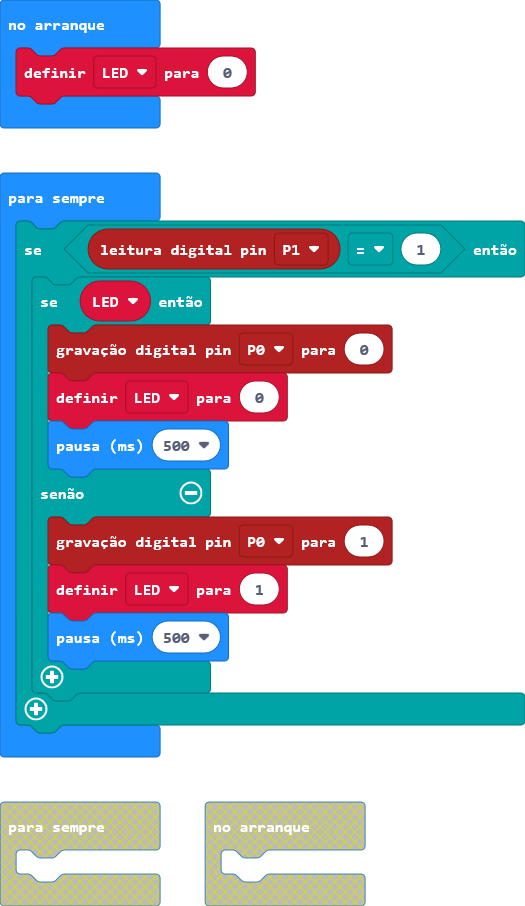 no arranque
definir LED para 0
para sempre
se leitura digital pin P1 = 1 então
se LED então
gravação digital pin P0 para 0
definir LED para 0
pausa (ms) 500
senão
gravação digital pin P0 para 1
definir LED para 1
pausa (ms) 500
para sempre no arranque